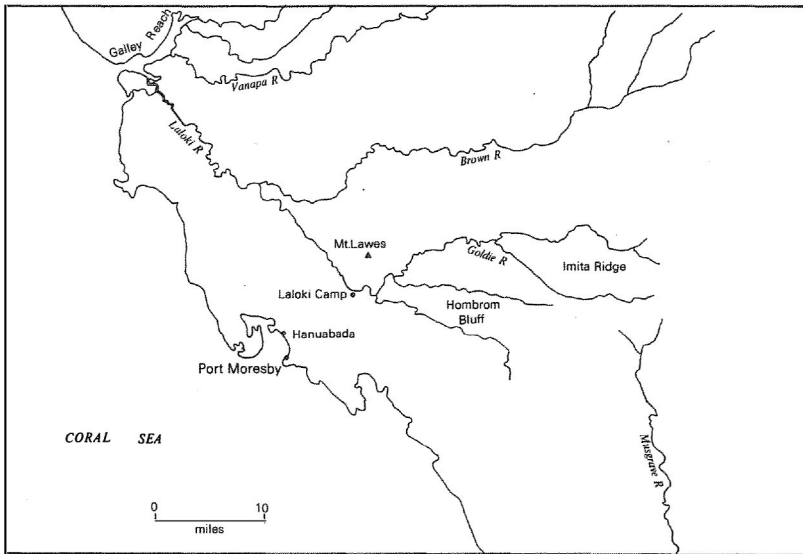 Galley Reach
Vanapa R
Laloki R
Brown R
Mt.Lawes
Goldie R
Imita Ridge
Laloki Camp
Hombrom
Bluff
Hanuabada
Port Moresby
CORAL SEA
Musgrave R
0 10
miles